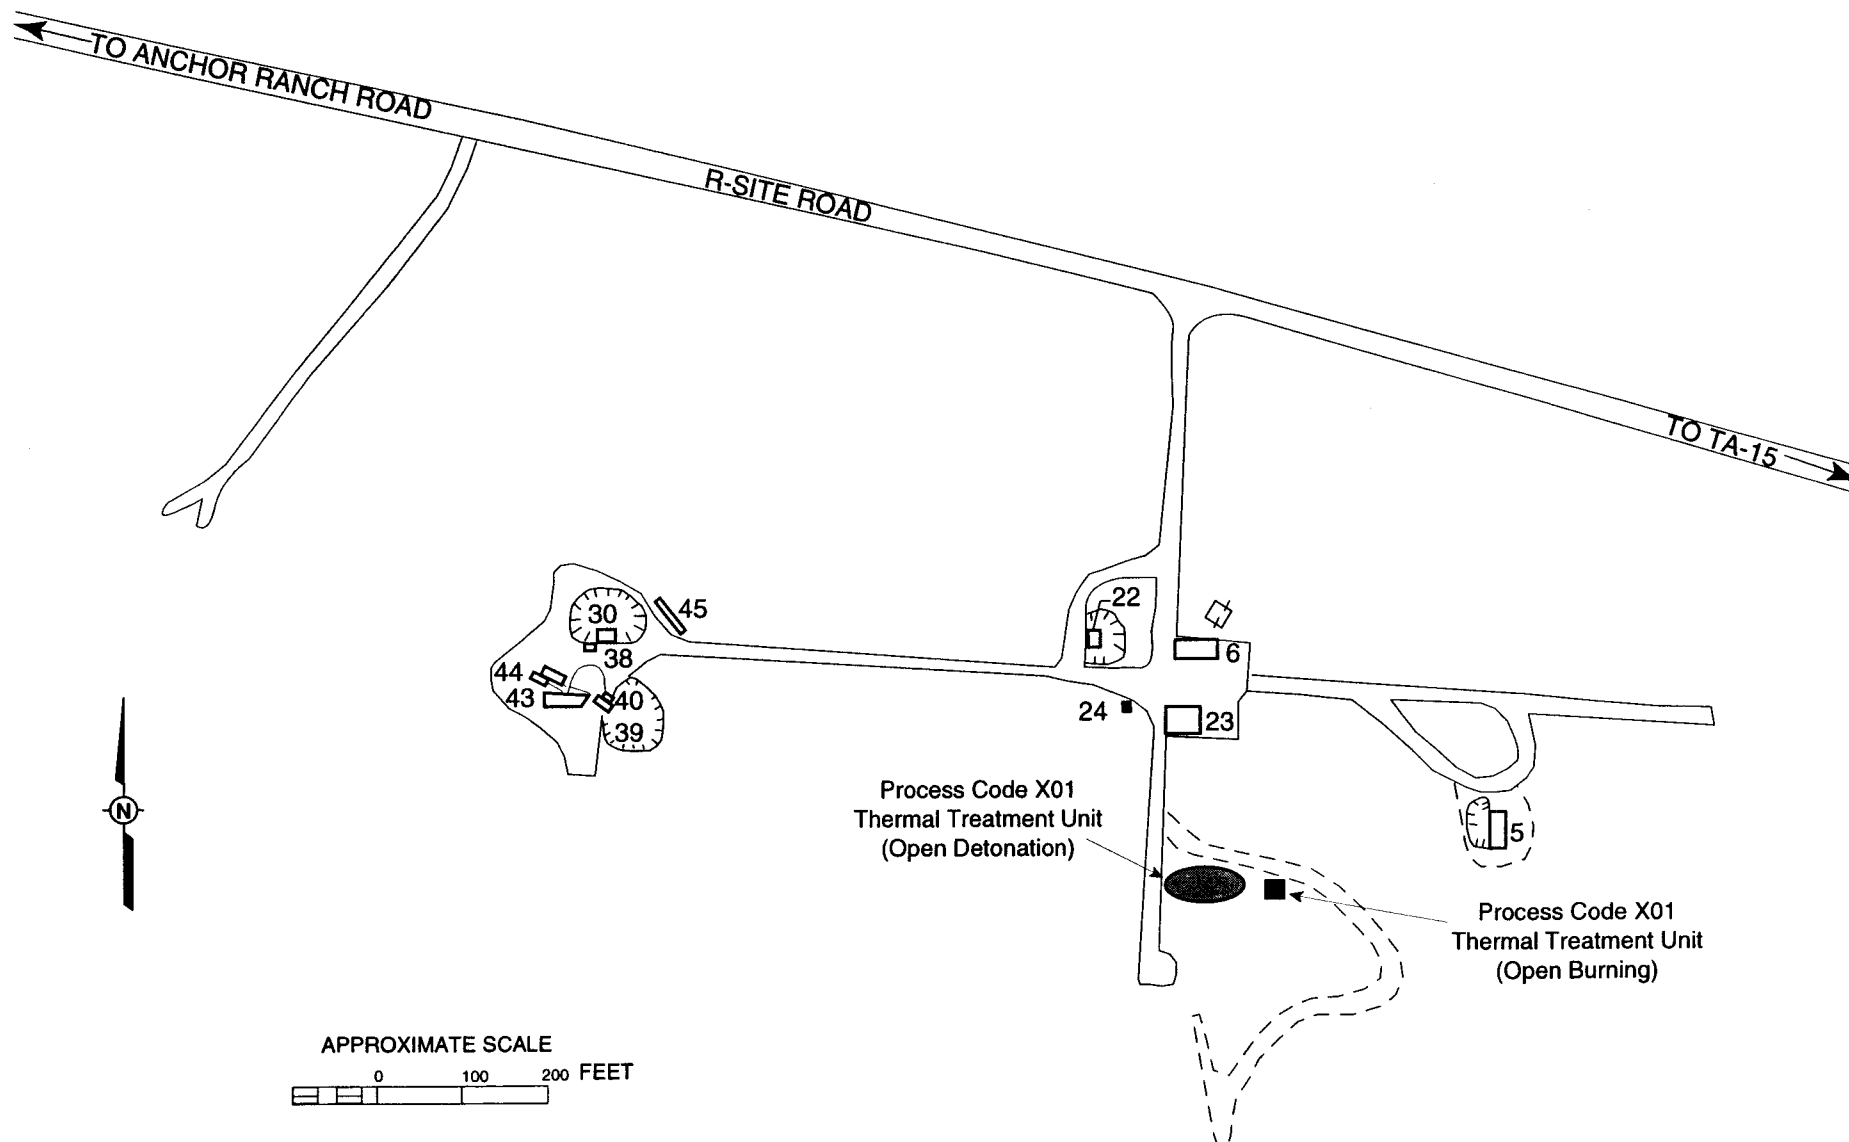 TO ANCHOR RANCH ROAD
R-SITE ROAD
TO TA-15
30
45
38
44
43
40
39
22
6
24
23
5
Process Code X01
Thermal Treatment Unit
(Open Detonation)
Process Code X01
Thermal Treatment Unit
(Open Burning)
N
APPROXIMATE SCALE
0 100 200 FEET